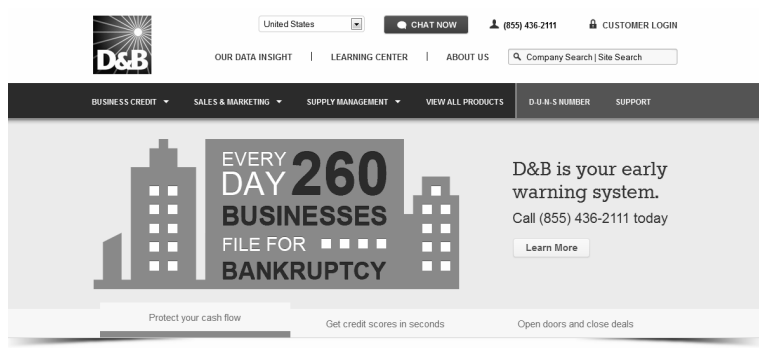 United States
CHAT NOW
(855) 436-2111
CUSTOMER LOGIN
D&B
OUR DATA INSIGHT | LEARNING CENTER | ABOUT US
Company Search | Site Search
BUSINESS CREDIT
SALES & MARKETING
SUPPLY MANAGEMENT
VIEW ALL PRODUCTS
D-U-N-S NUMBER
SUPPORT
EVERY
DAY 260
BUSINESSES
FILE FOR
BANKRUPTCY
D&B is your early
warning system.
Call (855) 436-2111 today
Learn More
Protect your cash flow
Get credit scores in seconds
Open doors and close deals